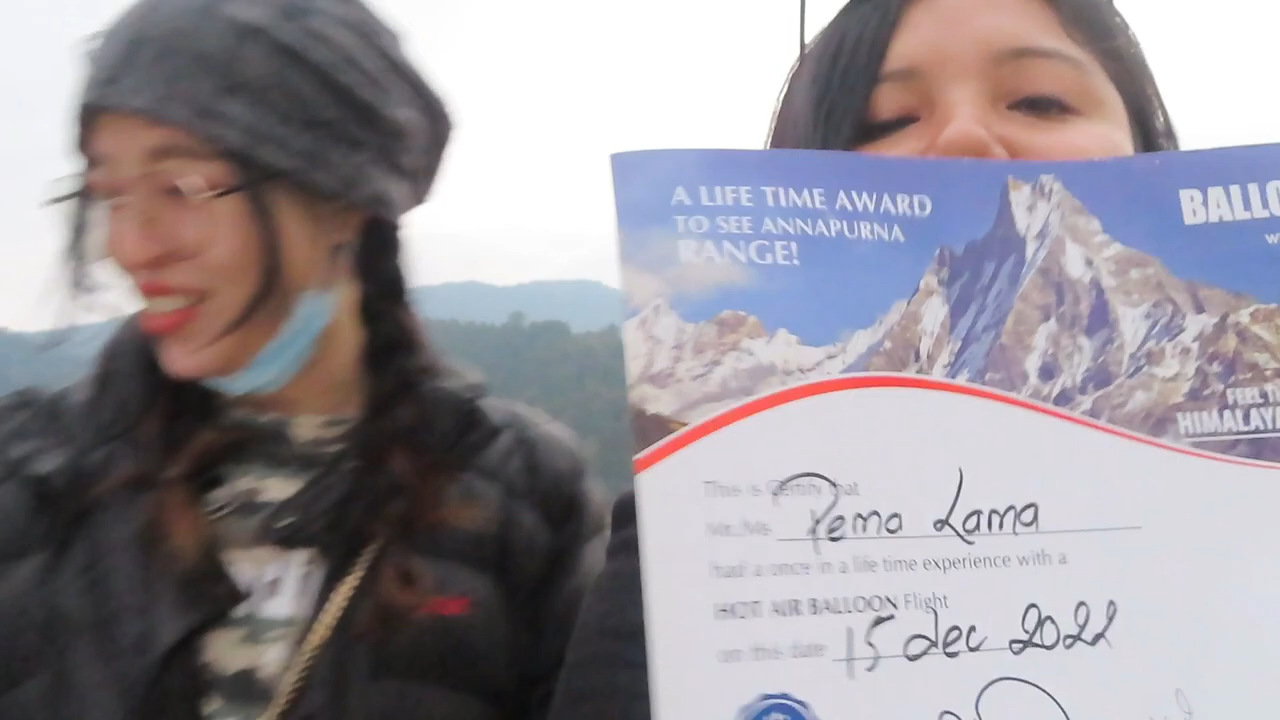 A LIFE TIME AWARD
TO SEE ANNAPURNA
RANGE!
BALLO
FEEL T
HIMALAY
This is Certify that
Mr./Ms. Pema Lama
had a once in a life time experience with a
HOT AIR BALLOON Flight
on this date 15 dec 2022